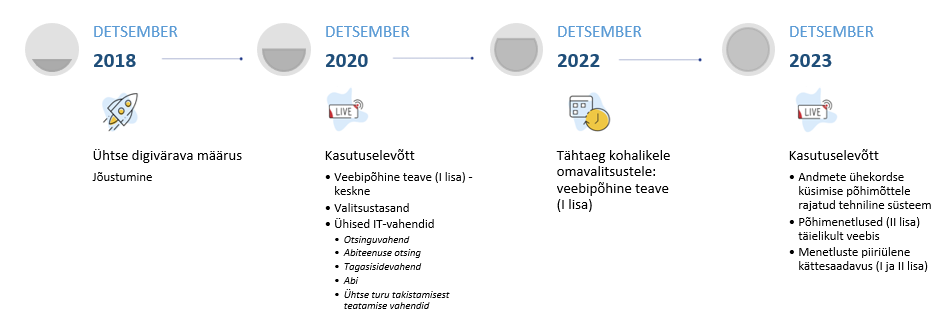 DETSEMBER
2018
Ühtse digivärava määrus
Jõustumine
DETSEMBER
2020
LIVE
Kasutuselevõtt
• Veebipõhine teave (I lisa) -
keskne
• Valitsustasand
• Ühised IT-vahendid
• Otsinguvahend
• Abiteenuse otsing
• Tagasisidevahend
• Abi
• Ühtse turu takistamisest
teatamise vahendid
DETSEMBER
2022
Tähtaeg kohalikele
omavalitsustele:
veebipõhine teave
(I lisa)
DETSEMBER
2023
LIVE
Kasutuselevõtt
• Andmete ühekordse
küsimise põhimõttele
rajatud tehniline süsteem
• Põhimenetlused (II lisa)
täielikult veebis
• Menetluste piiriülene
kättesaadavus (I ja II lisa)